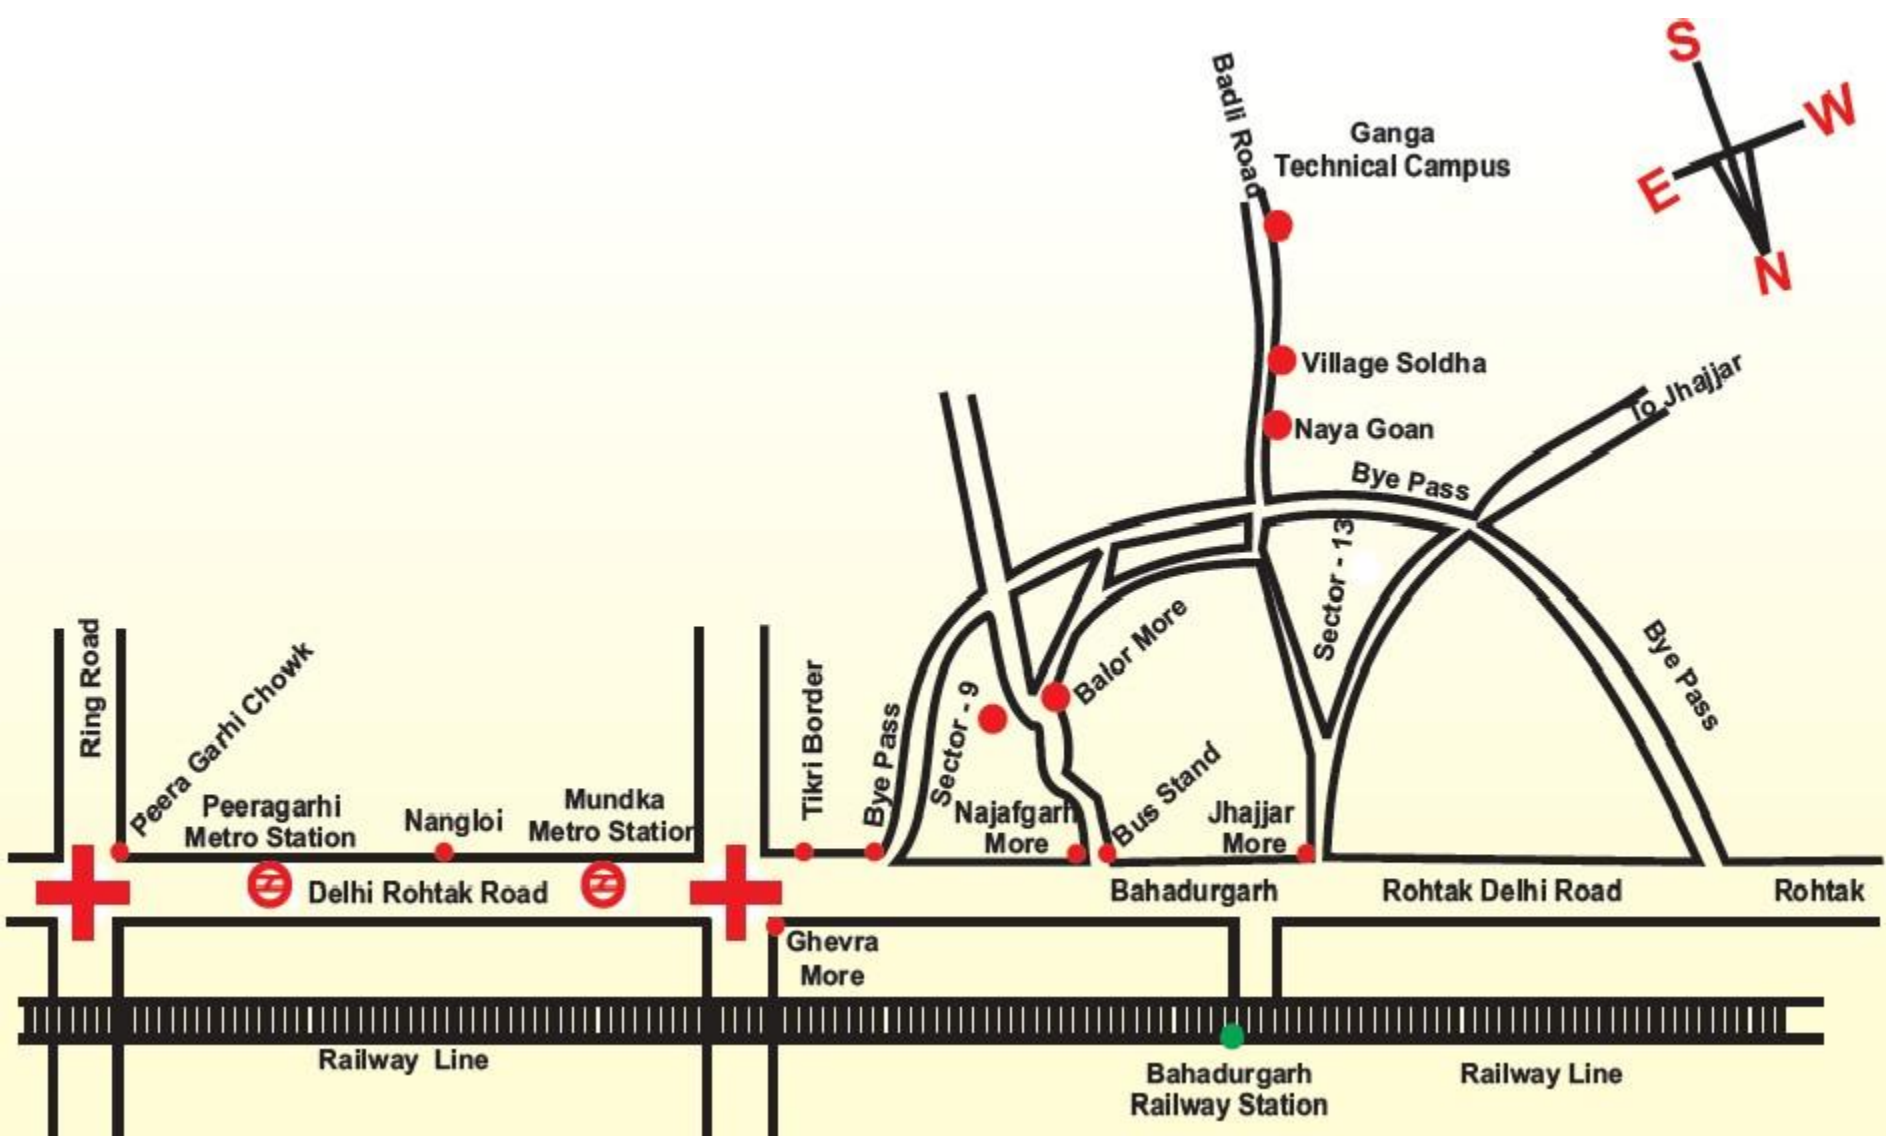 S
W
E
N
Badli Road
Ganga
Technical Campus
Village Soldha
Naya Goan
To Jhajjar
Bye Pass
Sector - 13
Bye Pass
Balor More
Sector - 9
Bye Pass
Tikri Border
Ring Road
Peera Garhi Chowk
Peeragarhi
Metro Station
Nangloi
Mundka
Metro Station
Najafgarh
More
Bus Stand
Jhajjar
More
Delhi Rohtak Road
Bahadurgarh
Rohtak Delhi Road
Rohtak
Ghevra
More
Railway Line
Bahadurgarh
Railway Station
Railway Line